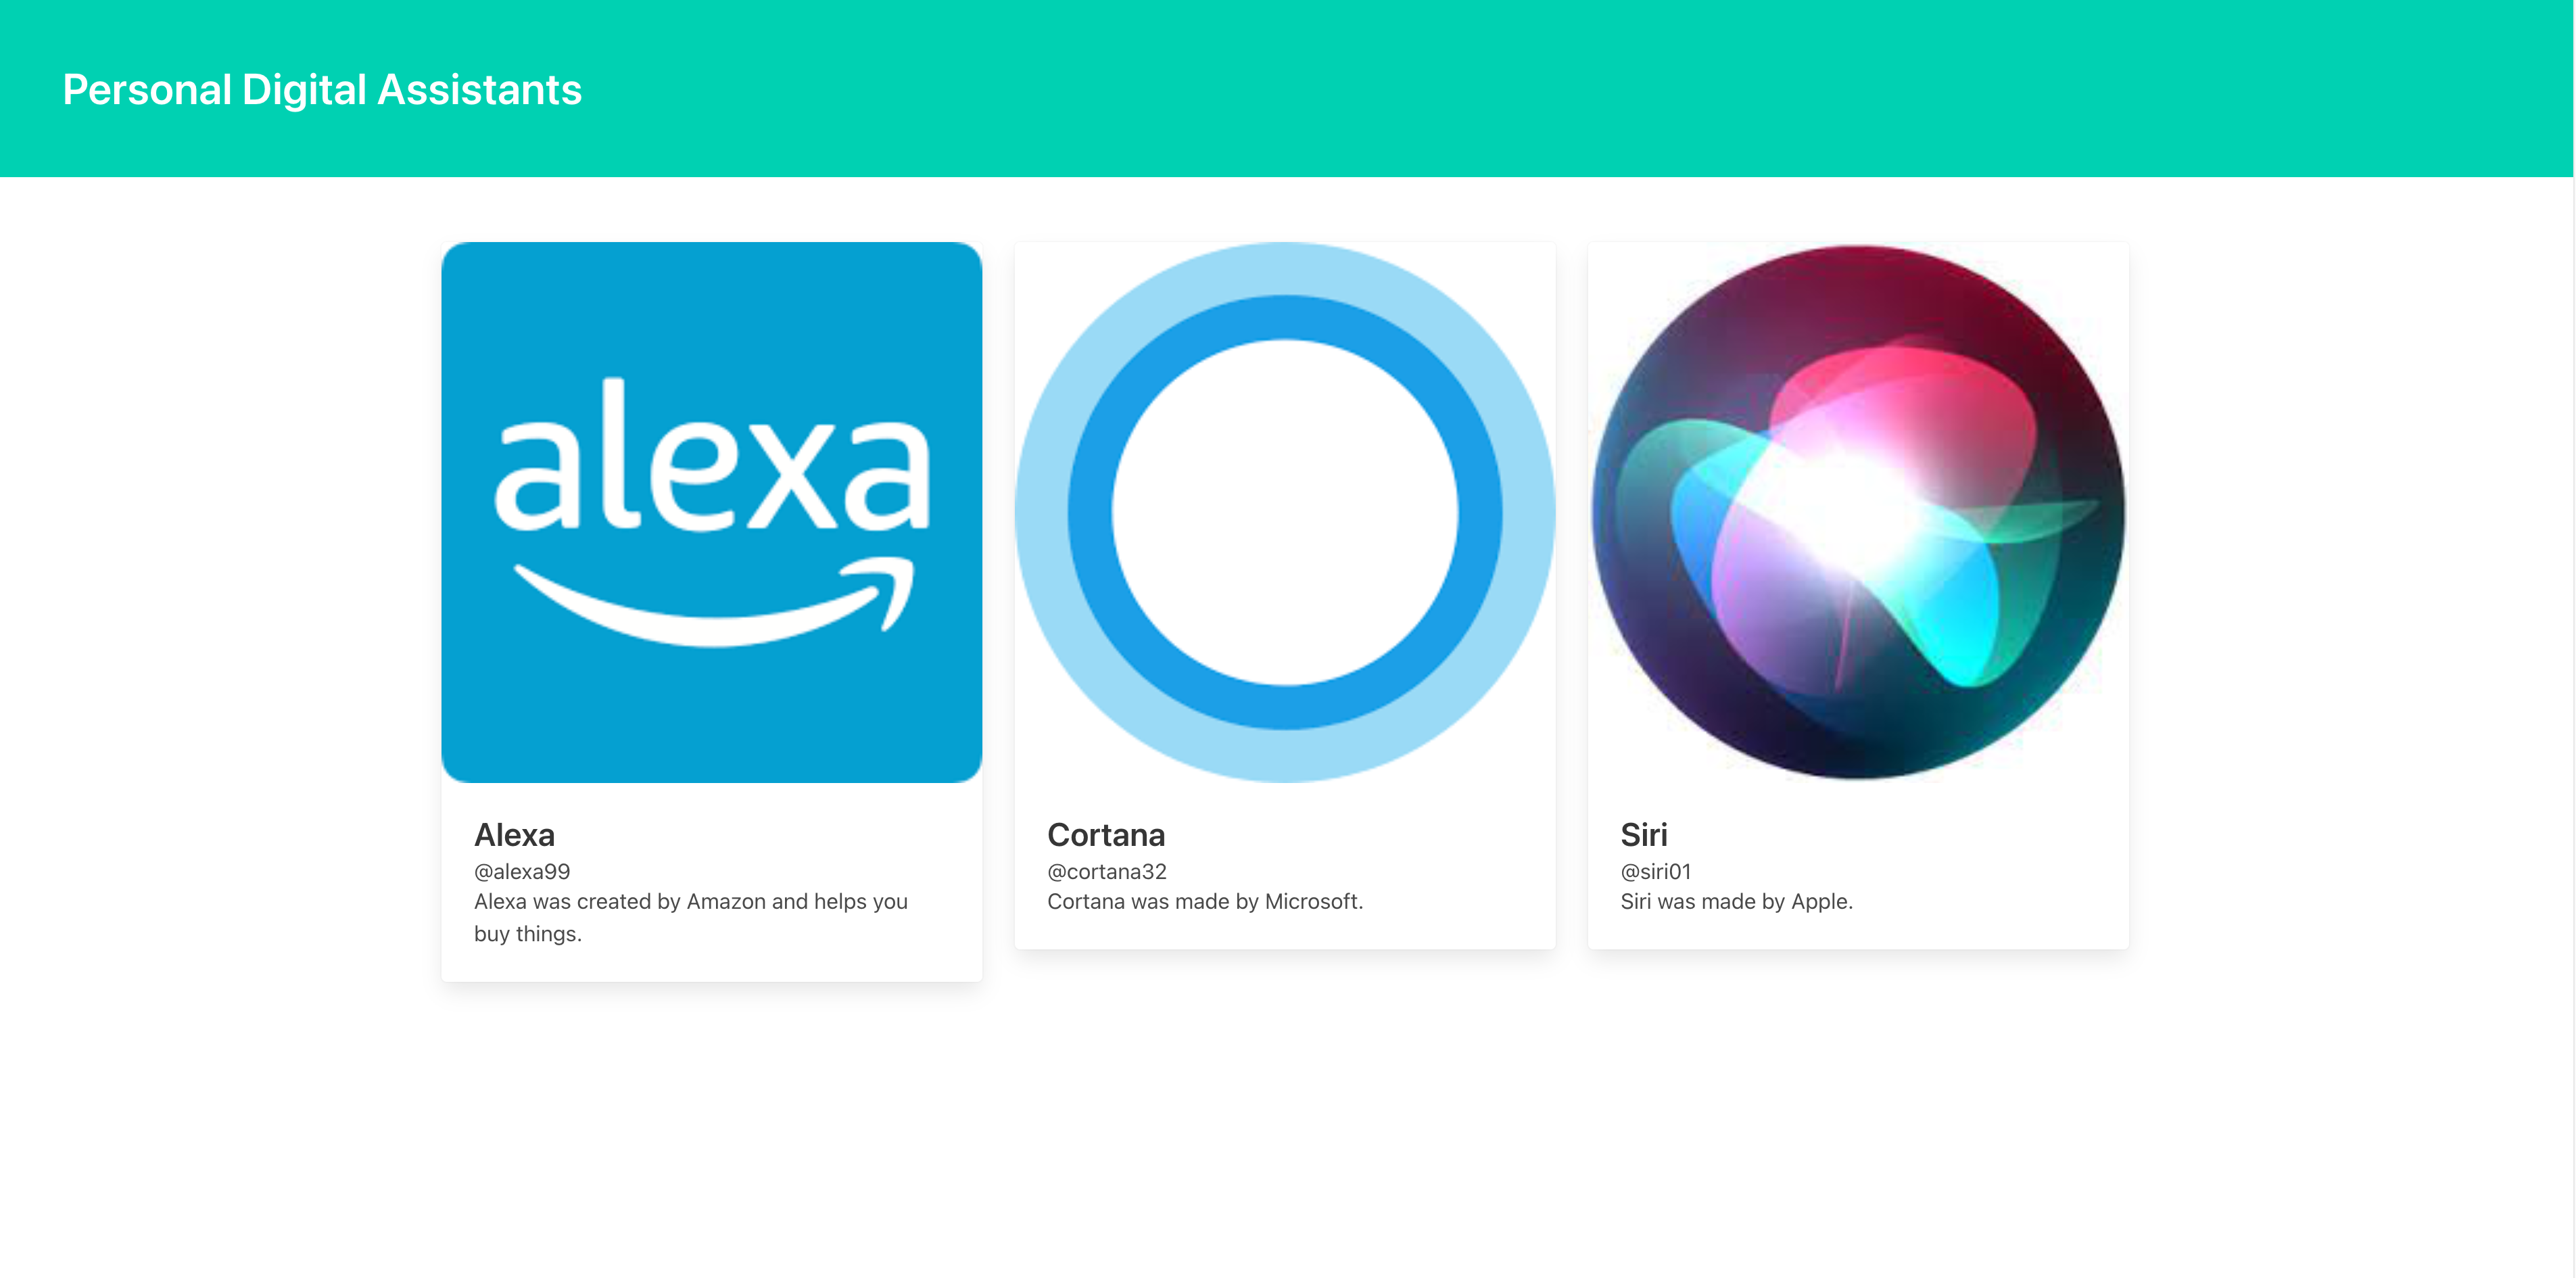 Personal Digital Assistants
alexa
Alexa
@alexa99
Alexa was created by Amazon and helps you
buy things.
Cortana
@cortana32
Cortana was made by Microsoft.
Siri
@siri01
Siri was made by Apple.